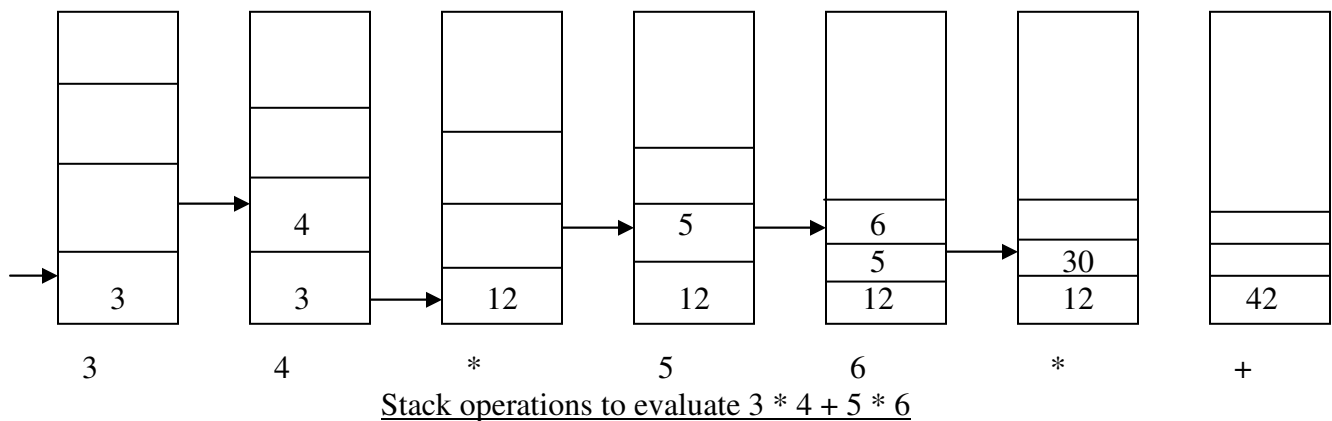 4 5 6
3 3 12 12 5 30 42
12 12
3 4 * 5 6 * +
Stack operations to evaluate 3 * 4 + 5 * 6